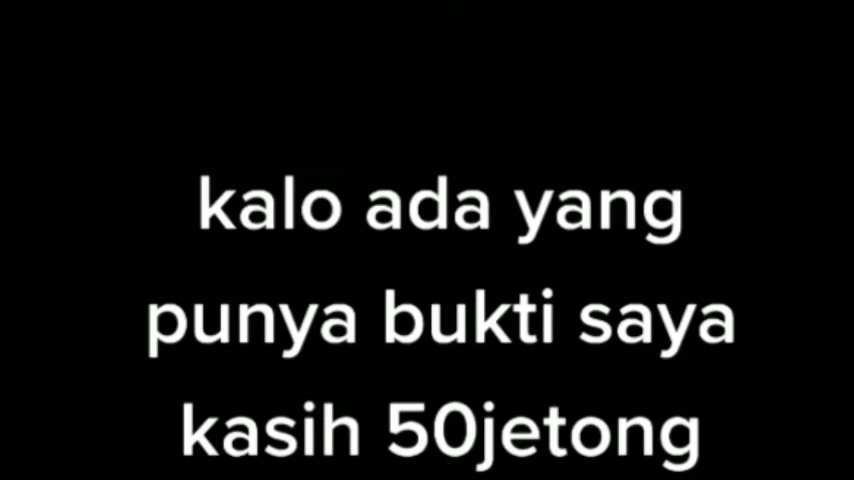 kalo ada yang
punya bukti saya
kasih 50jetong